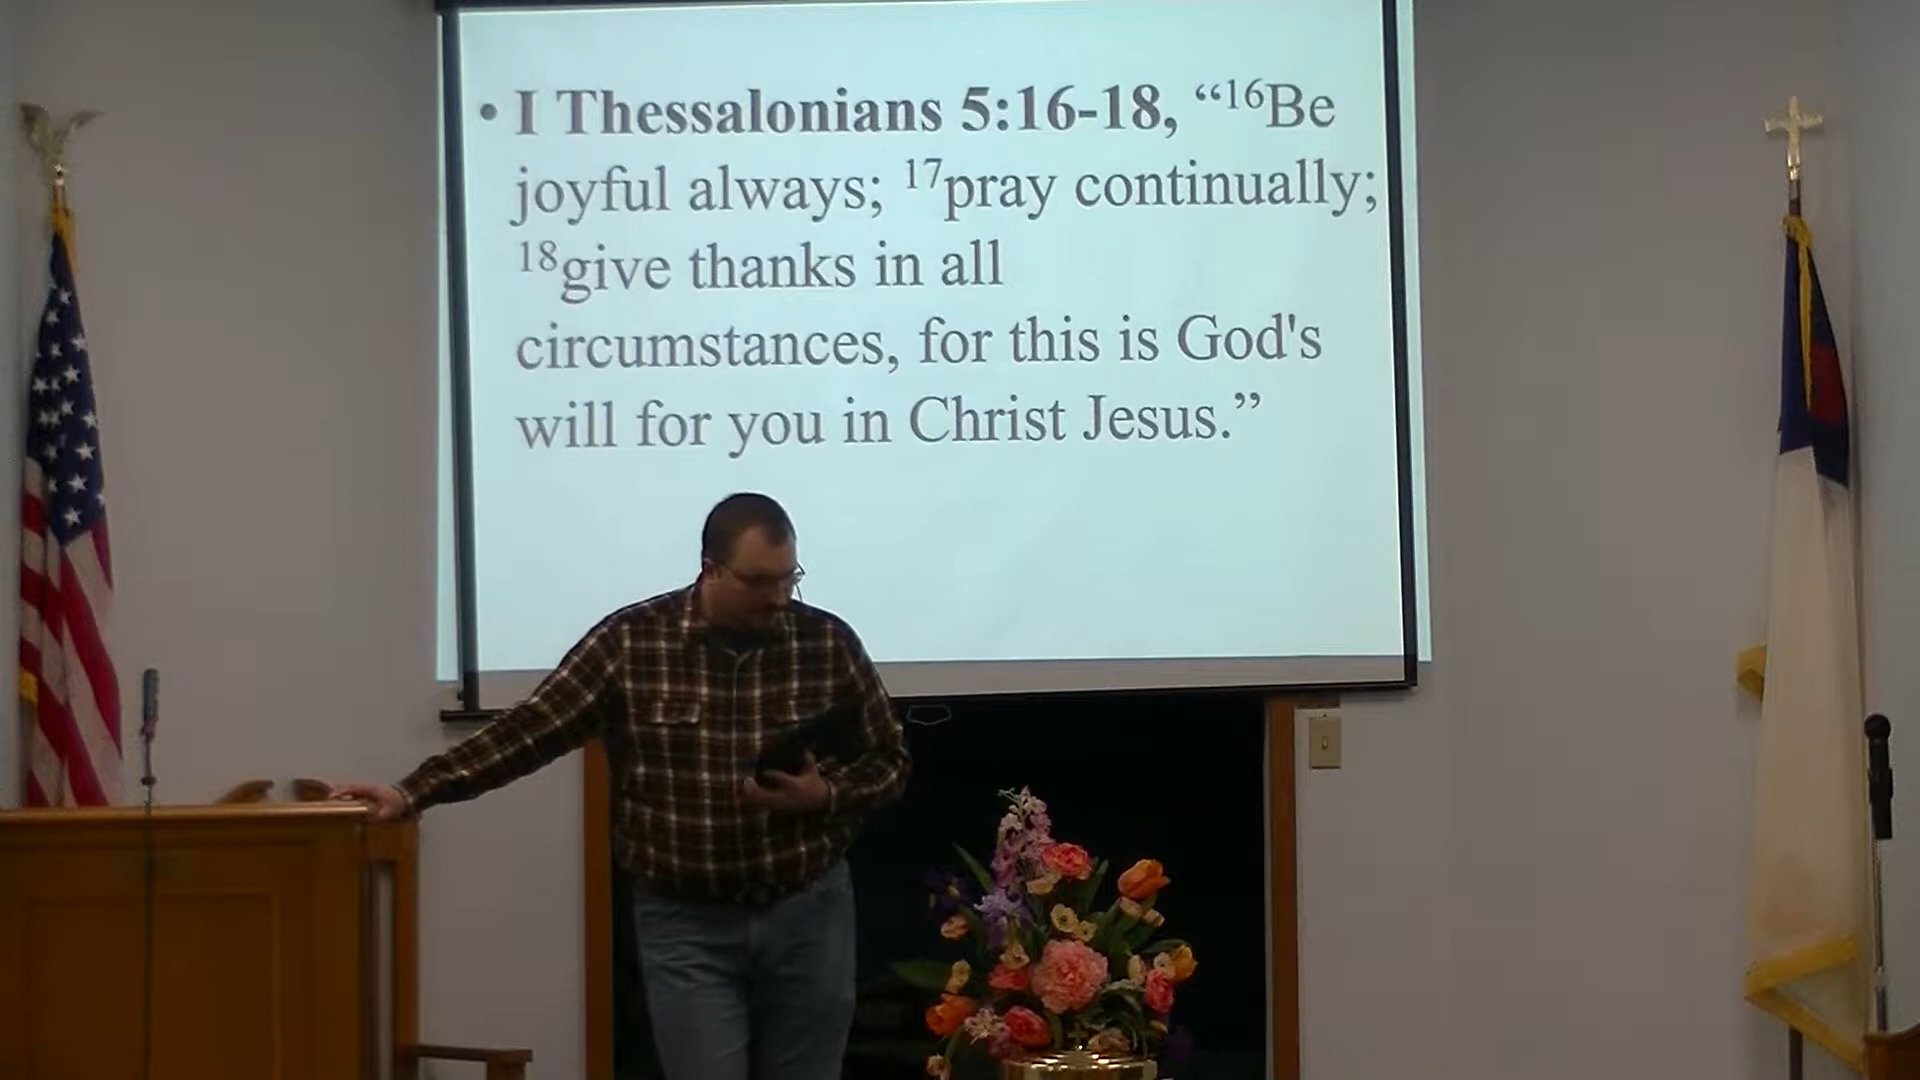 • I Thessalonians 5:16-18, “16Be
joyful always; 17pray continually;
18give thanks in all
circumstances, for this is God's
will for you in Christ Jesus.”